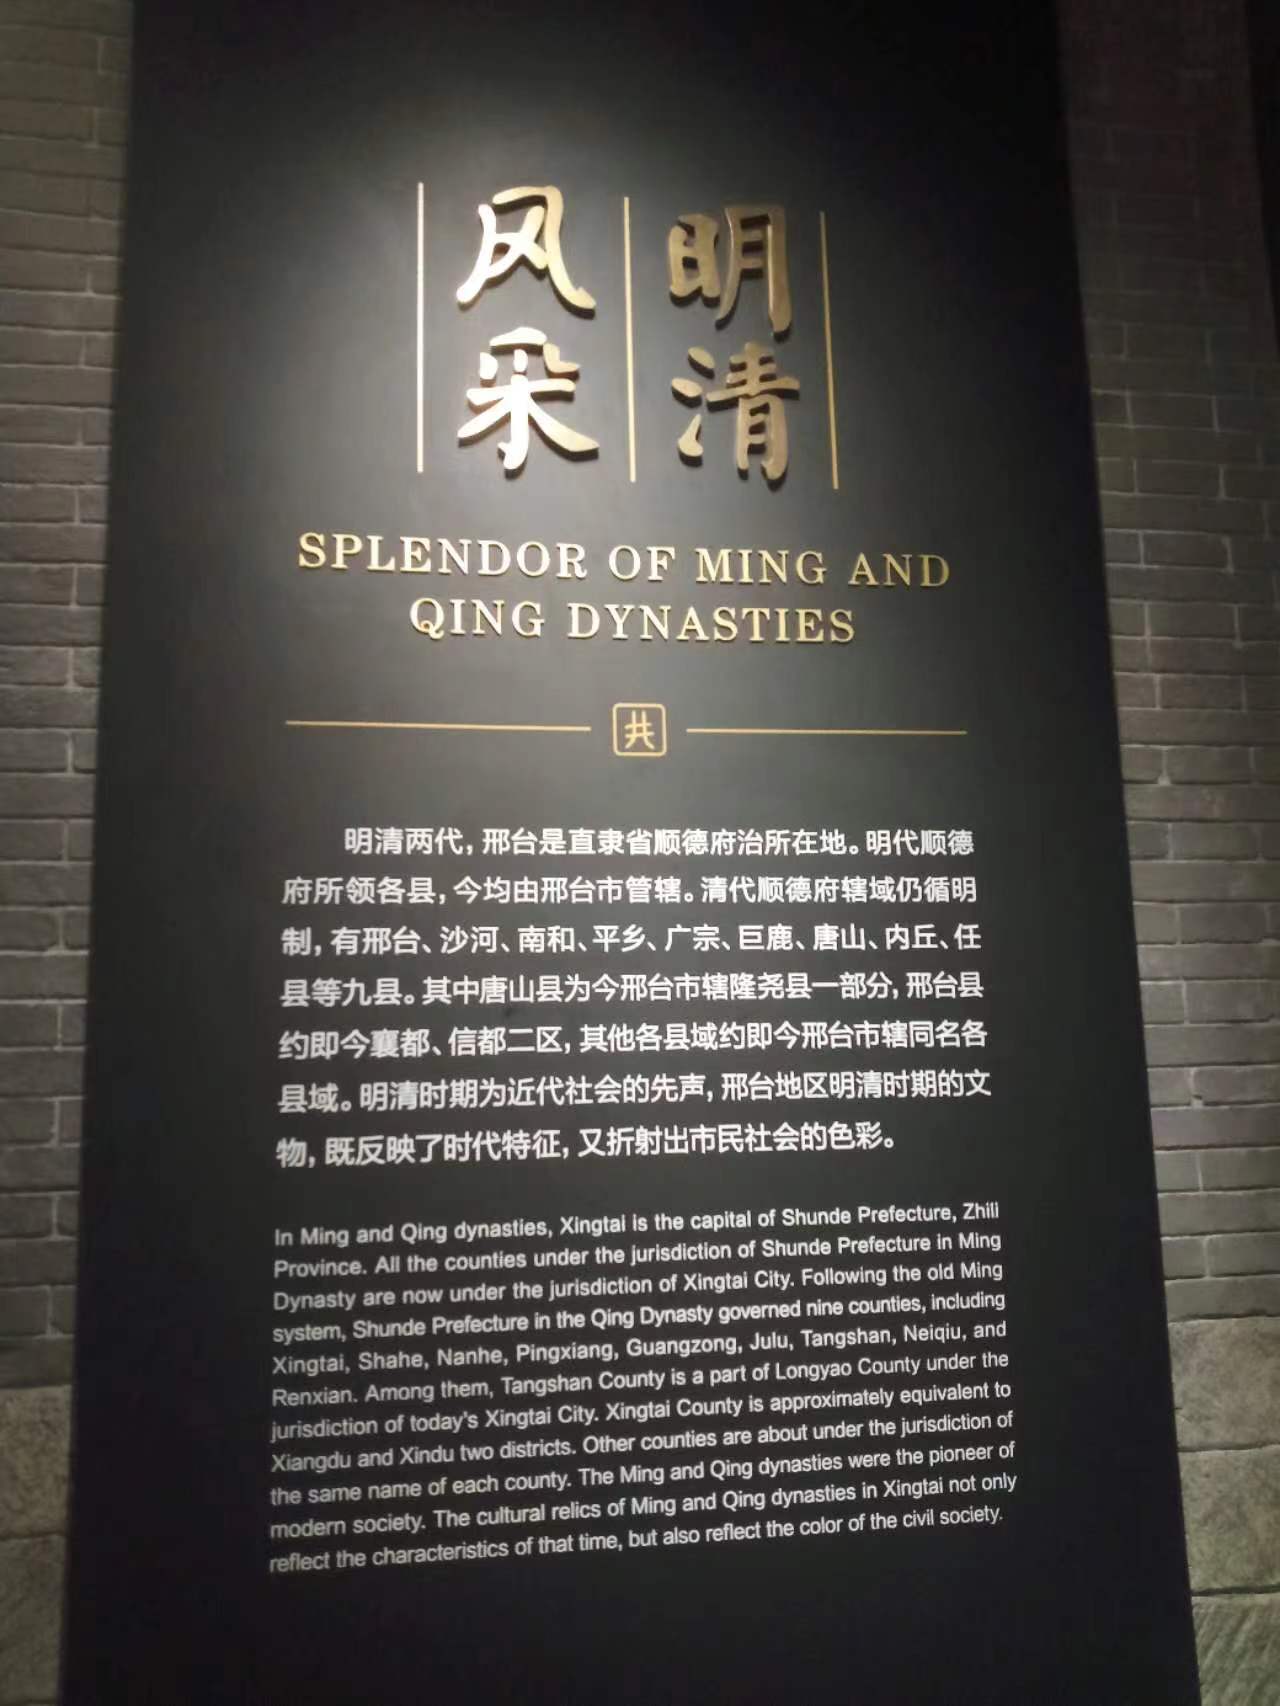 明清
风采
SPLENDOR OF MING AND
QING DYNASTIES
明清两代，邢台是直隶省顺德府治所在地。明代顺德
府所领各县，今均由邢台市管辖。清代顺德府辖域仍循明
制，有邢台、沙河、南和、平乡、广宗、巨鹿、唐山、内丘、任
县等九县。其中唐山县为今邢台市辖隆尧县一部分，邢台县
约即今襄都、信都二区，其他各县域约即今邢台市辖同名各
县域。明清时期为近代社会的先声，邢台地区明清时期的文
物，既反映了时代特征，又折射出市民社会的色彩。
In Ming and Qing dynasties, Xingtai is the capital of Shunde Prefecture, Zhili
Province. All the counties under the jurisdiction of Shunde Prefecture in Ming
Dynasty are now under the jurisdiction of Xingtai City. Following the old Ming
system, Shunde Prefecture in the Qing Dynasty governed nine counties, including
Xingtai, Shahe, Nanhe, Pingxiang, Guangzong, Julu, Tangshan, Neiqiu, and
Renxian. Among them, Tangshan County is a part of Longyao County under the
jurisdiction of today's Xingtai City. Xingtai County is approximately equivalent to
Xiangdu and Xindu two districts. Other counties are about under the jurisdiction of
the same name of each county. The Ming and Qing dynasties were the pioneer of
modern society. The cultural relics of Ming and Qing dynasties in Xingtai not only
reflect the characteristics of that time, but also reflect the color of the civil society.